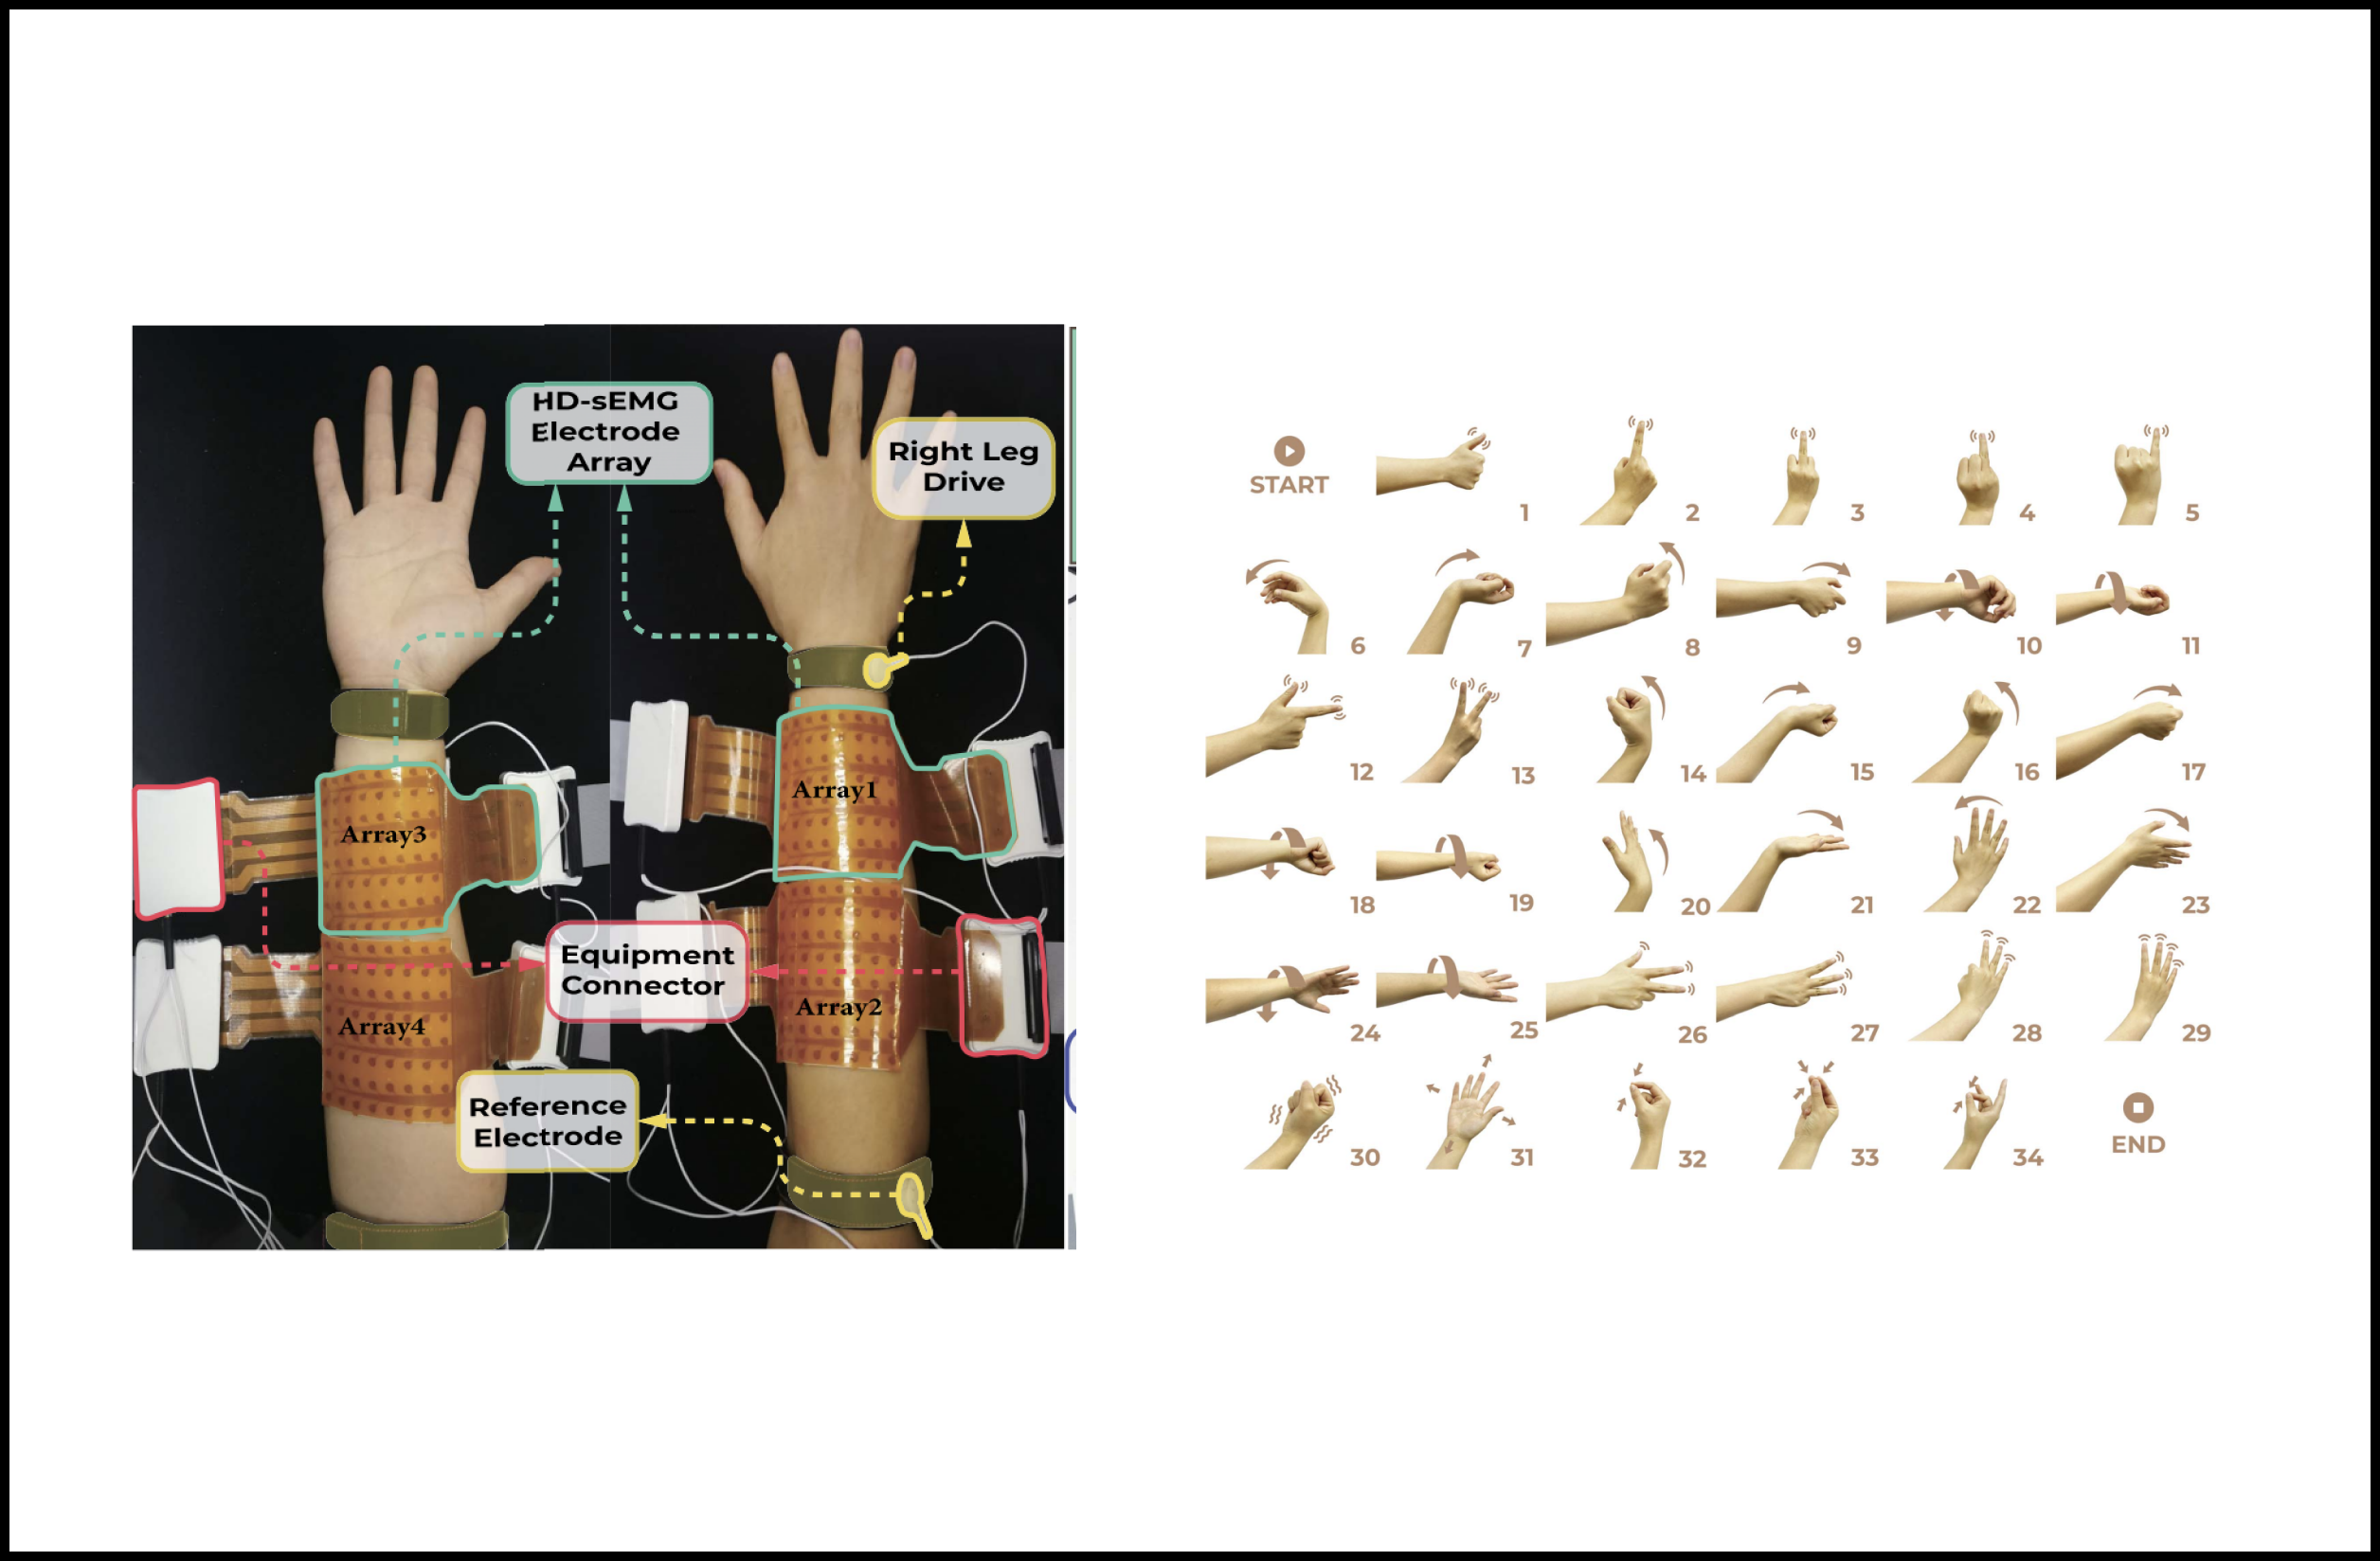 HD-sEMG
Electrode
Array
Right Leg
Drive
Array1
Array3
Equipment
Connector
Array2
Array4
Reference
Electrode
START
1
2
3
4
5
6
7
8
9
10
11
12
13
14
15
16
17
18
19
20
21
22
23
24
25
26
27
28
29
30
31
32
33
34
END